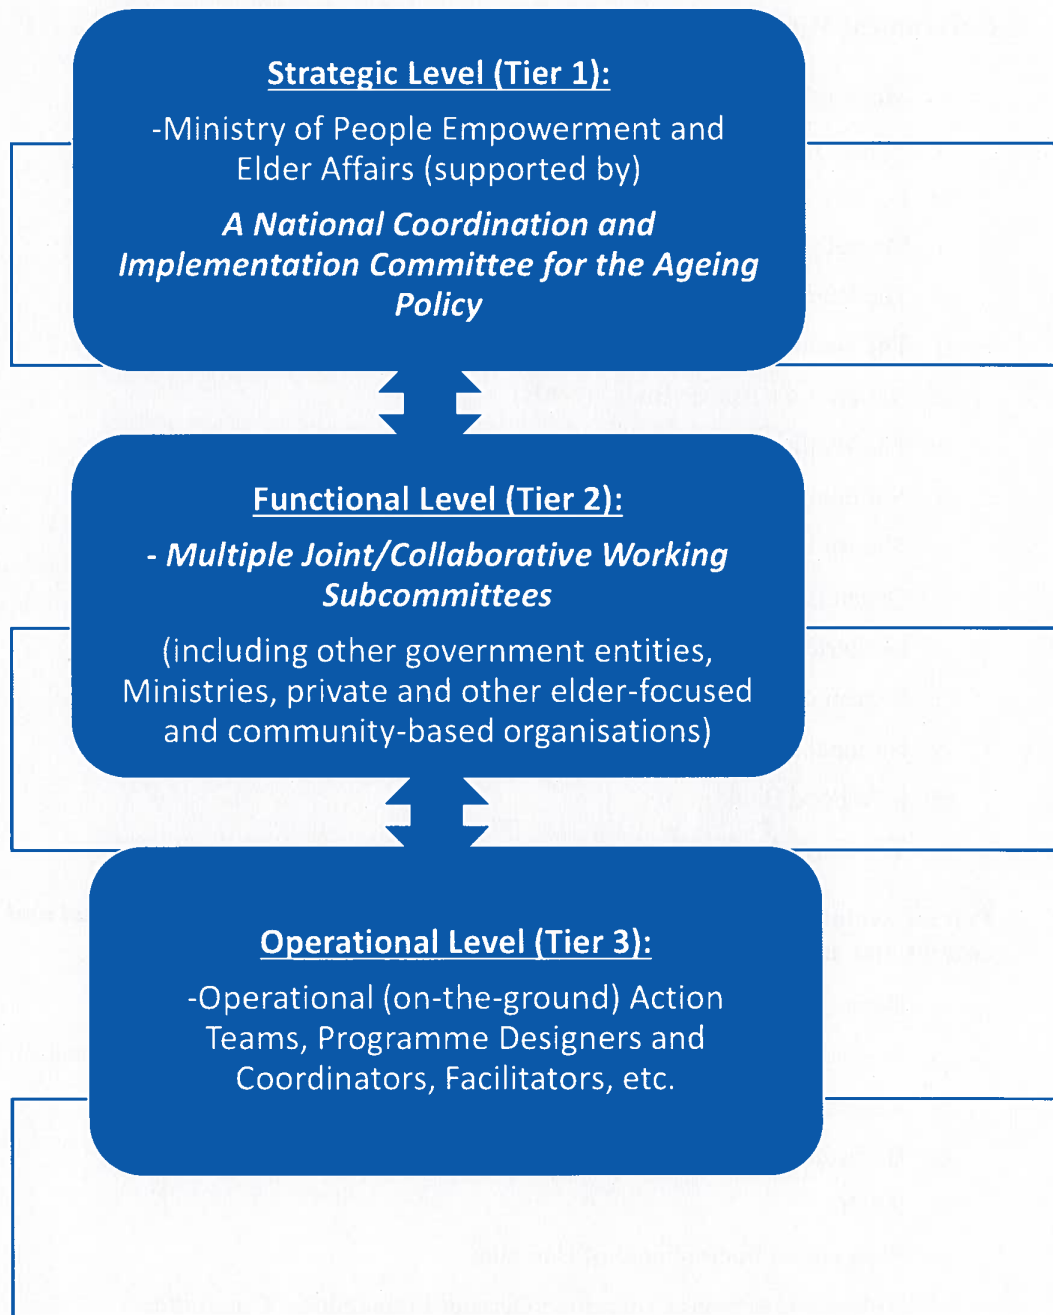 Strategic Level (Tier 1):
-Ministry of People Empowerment and
Elder Affairs (supported by)
A National Coordination and
Implementation Committee for the Ageing
Policy
Functional Level (Tier 2):
- Multiple Joint/Collaborative Working
Subcommittees
(including other government entities,
Ministries, private and other elder-focused
and community-based organisations)
Operational Level (Tier 3):
-Operational (on-the-ground) Action
Teams, Programme Designers and
Coordinators, Facilitators, etc.